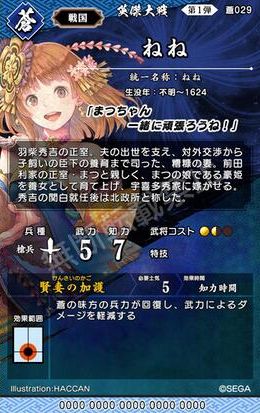 蒼 戦国 英傑大戦 第1弾 蒼029
ねね
統一名称：ねね
生没年：不明～1624
「まつちゃん
一緒に頑張ろうね！」
羽柴秀吉の正室。夫の出世を支え、対外交渉から
子飼いの臣下の養育まで司った、糟糠の妻。前田
利家の正室・まつと親しく、まつの娘である豪姫
を養女として育て上げ、宇喜多秀家に嫁がせる。
秀吉の関白就任後は北政所と称した。
兵種 武力 知力 武将コスト
槍兵 5 7 特技
けんさいのかご 必要士気 効果時間
賢妻の加護 5 知力時間
効果範囲
蒼の味方の兵力が回復し、武力によるダ
メージを軽減する
Illustration:HACCAN ©SEGA
0000 0000 0000 0000 0000